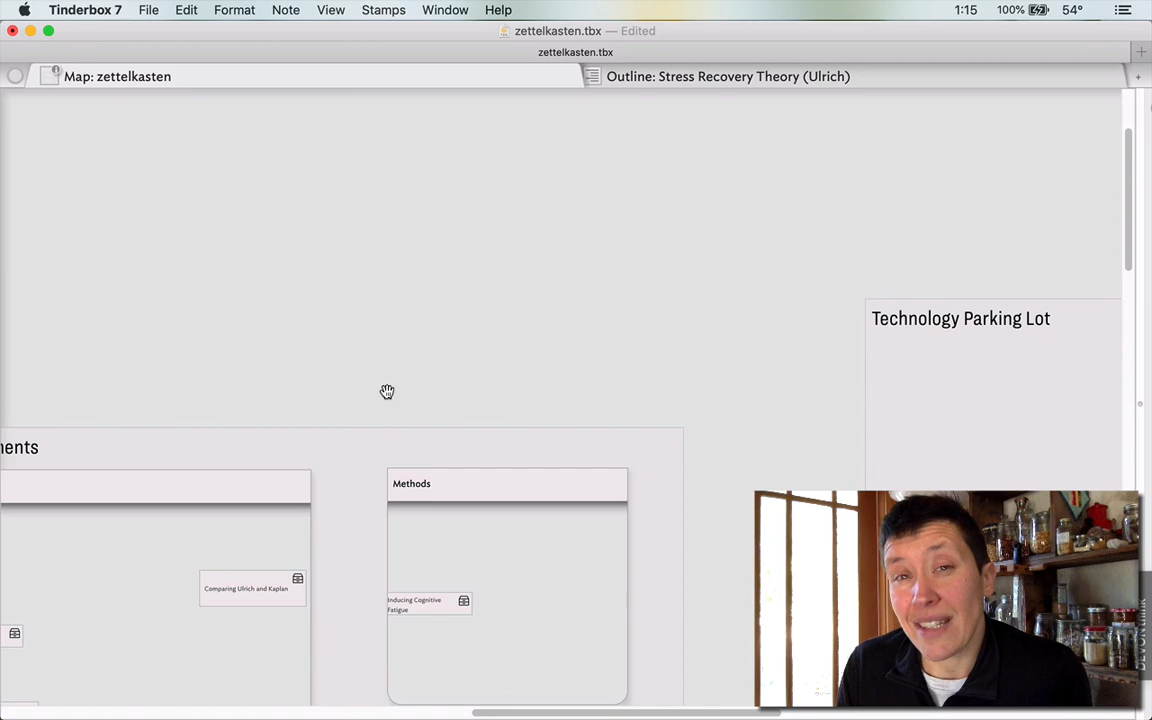 Tinderbox 7 File Edit Format Note View Stamps Window Help 1:15 100% 54°
zettelkasten.tbx — Edited
zettelkasten.tbx
Map: zettelkasten Outline: Stress Recovery Theory (Ulrich)
Technology Parking Lot
nents
Methods
Comparing Ulrich and Kaplan
Inducing Cognitive
Fatigue